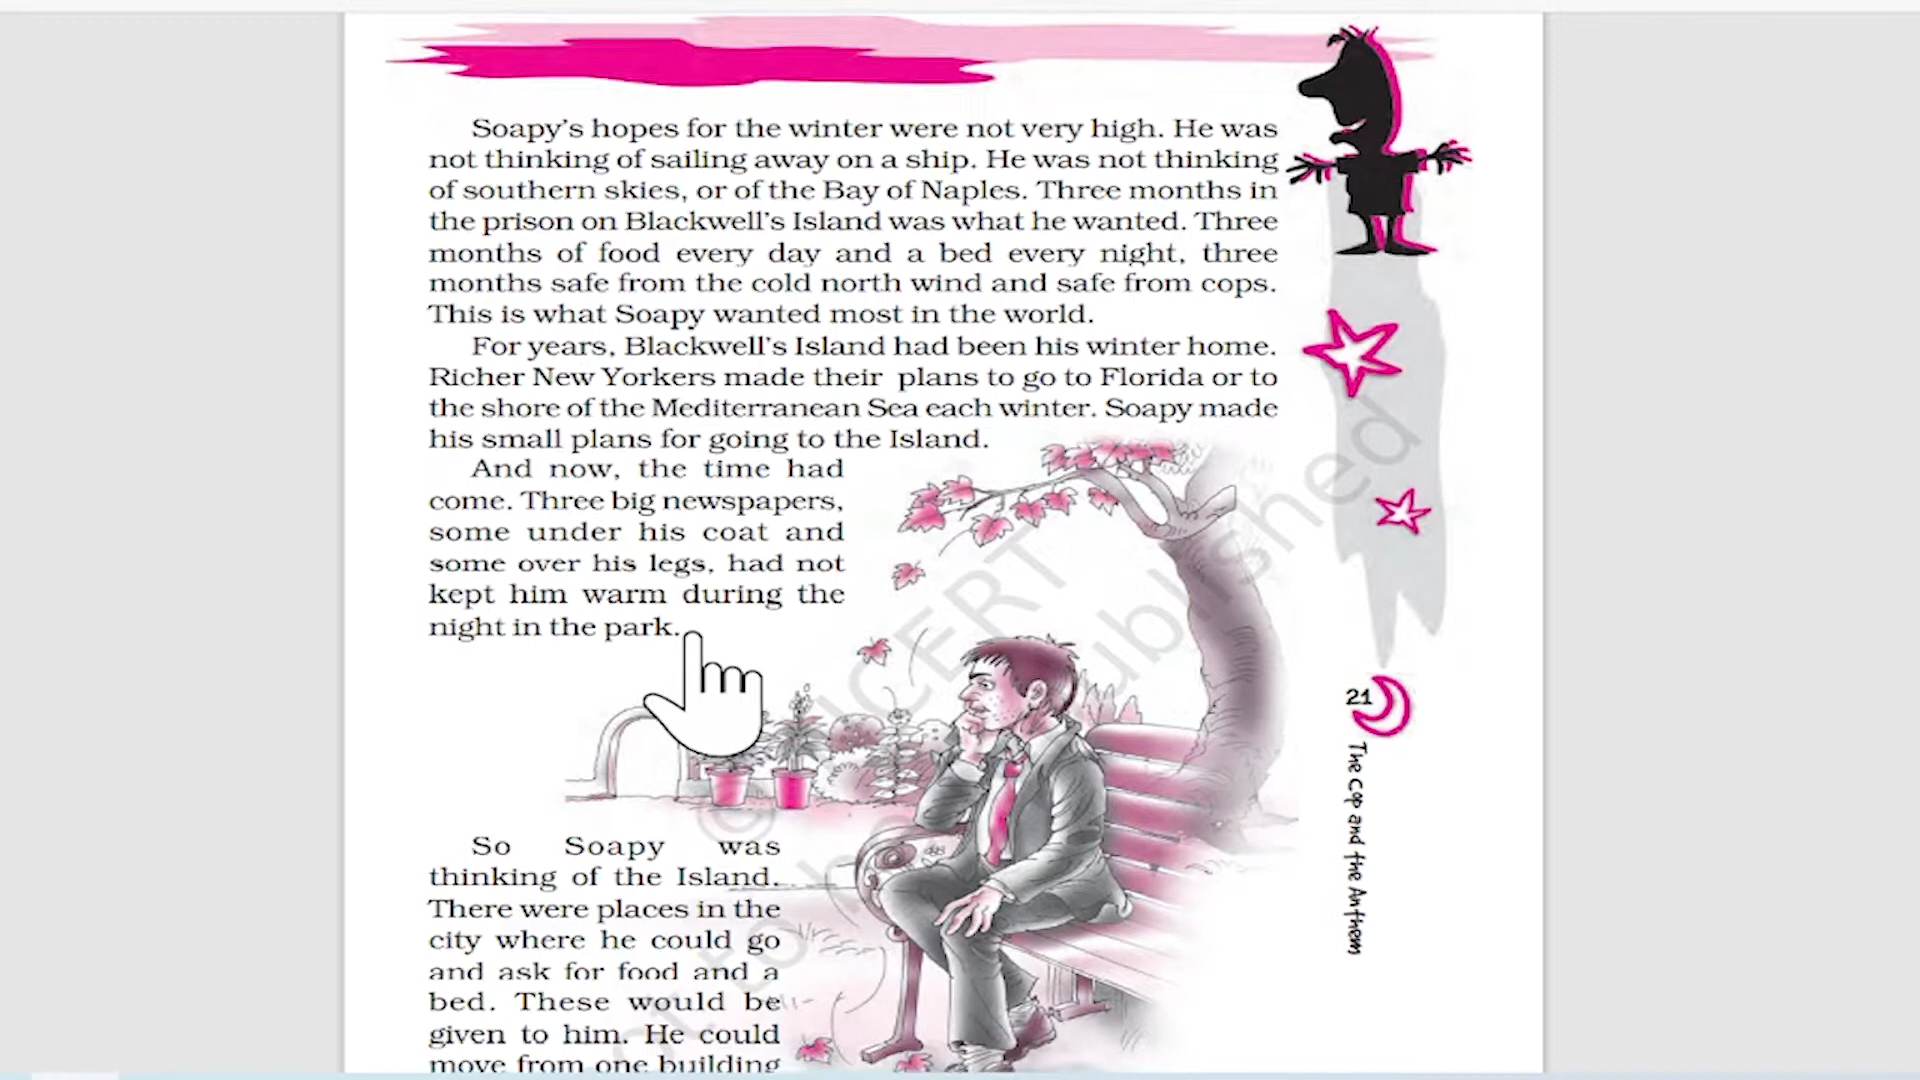 Soapy's hopes for the winter were not very high. He was
not thinking of sailing away on a ship. He was not thinking
of southern skies, or of the Bay of Naples. Three months in
the prison on Blackwell's Island was what he wanted. Three
months of food every day and a bed every night, three
months safe from the cold north wind and safe from cops.
This is what Soapy wanted most in the world.
For years, Blackwell's Island had been his winter home.
Richer New Yorkers made their plans to go to Florida or to
the shore of the Mediterranean Sea each winter. Soapy made
his small plans for going to the Island.
And now, the time had
come. Three big newspapers,
some under his coat and
some over his legs, had not
kept him warm during the
night in the park.
So Soapy was
thinking of the Island.
There were places in the
city where he could go
and ask for food and a
bed. These would be
given to him. He could
move from one building
21
The Cop and the Anthem